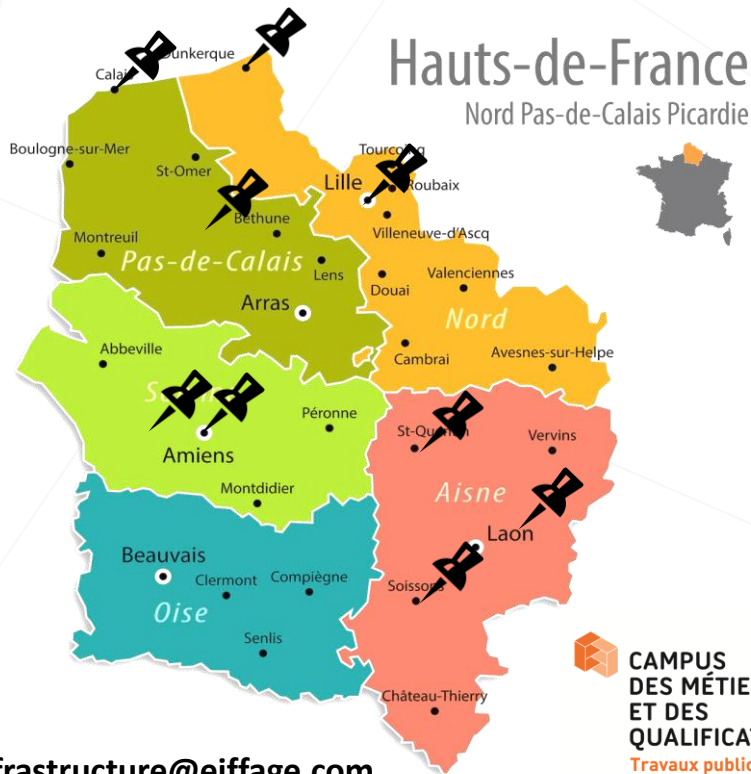 Hauts-de-France
Nord Pas-de-Calais Picardie
Dunkerque
Calais
Boulogne-sur-Mer
St-Omer
Tourcoing
Lille
Roubaix
Béthune
Villeneuve-d'Ascq
Montreuil
Pas-de-Calais
Lens
Douai
Valenciennes
Arras
Nord
Abbeville
Cambrai
Avesnes-sur-Helpe
Péronne
St-Quentin
Vervins
Amiens
Montdidier
Aisne
Laon
Beauvais
Clermont
Compiègne
Soissons
Oise
Senlis
Château-Thierry
CAMPUS
DES MÉTIE
ET DES
QUALIFICA
Travaux public
frastructure@eiffage.com